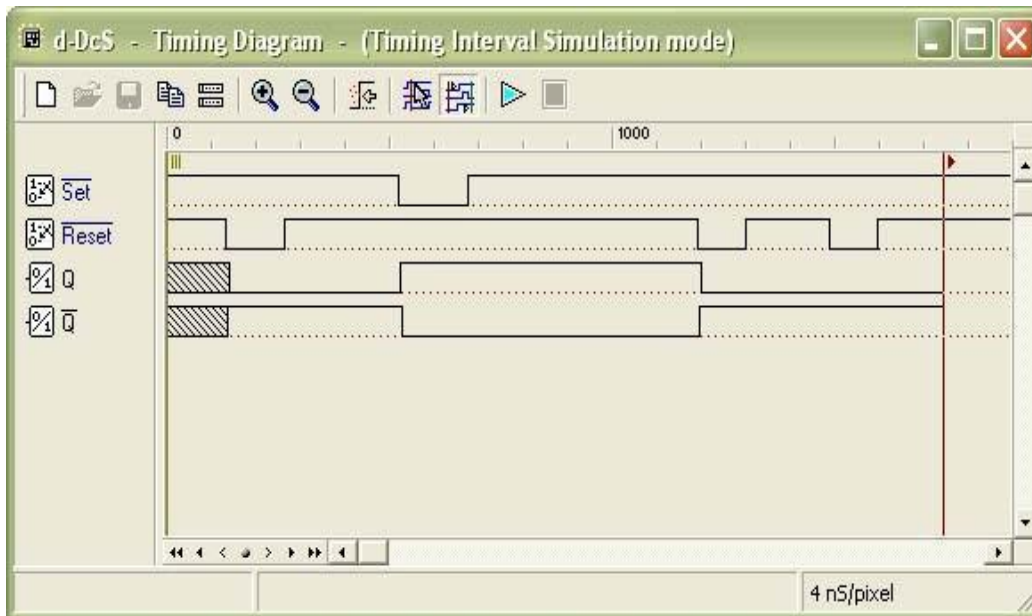 d-DcS - Timing Diagram - (Timing Interval Simulation mode)
0 1000
Set
Reset
Q
Q
4 nS/pixel